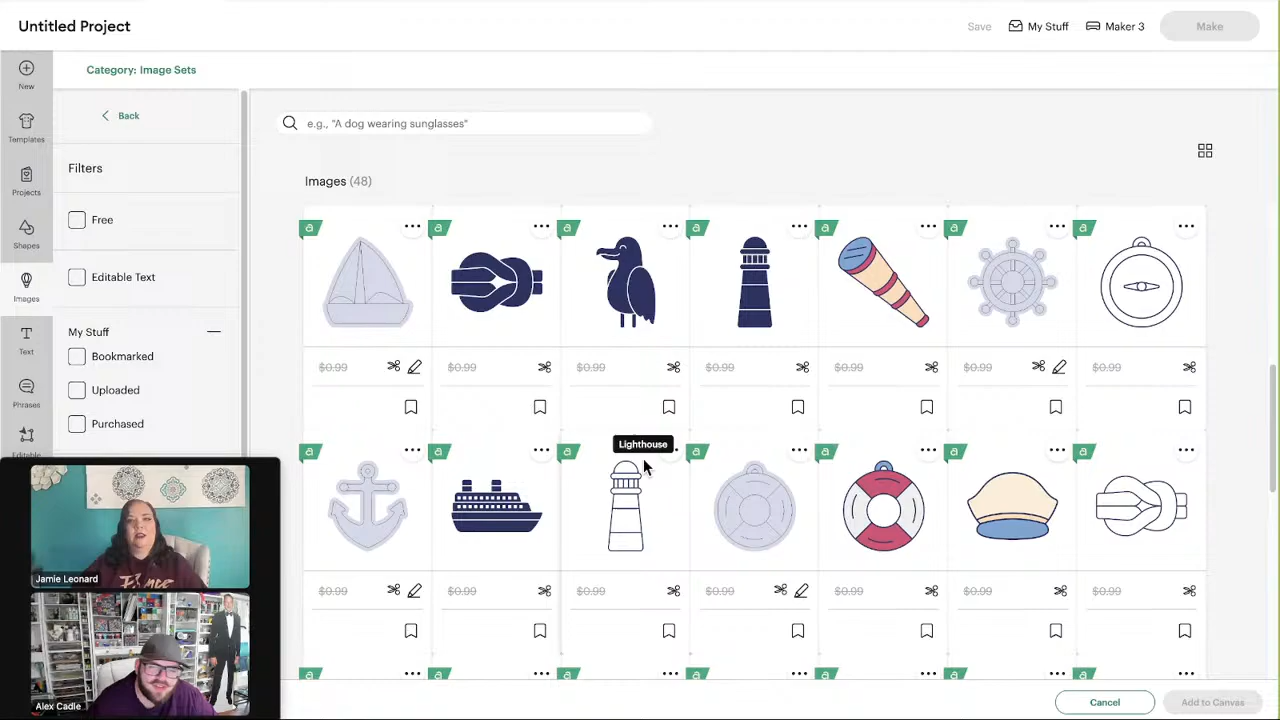 Untitled Project
Save
My Stuff
Maker 3
Make
Category: Image Sets
New
Templates
Projects
Shapes
Images
Text
Phrases
Editable
Back
Filters
Free
Editable Text
My Stuff
Bookmarked
Uploaded
Purchased
e.g., "A dog wearing sunglasses"
Images (48)
a a a a a a a
$0.99 $0.99 $0.99 $0.99 $0.99 $0.99 $0.99
Lighthouse
a a a a a a
$0.99 $0.99 $0.99 $0.99 $0.99 $0.99 $0.99
a a a a a a a
Jamie Leonard
Alex Cadle
Cancel
Add to Canvas